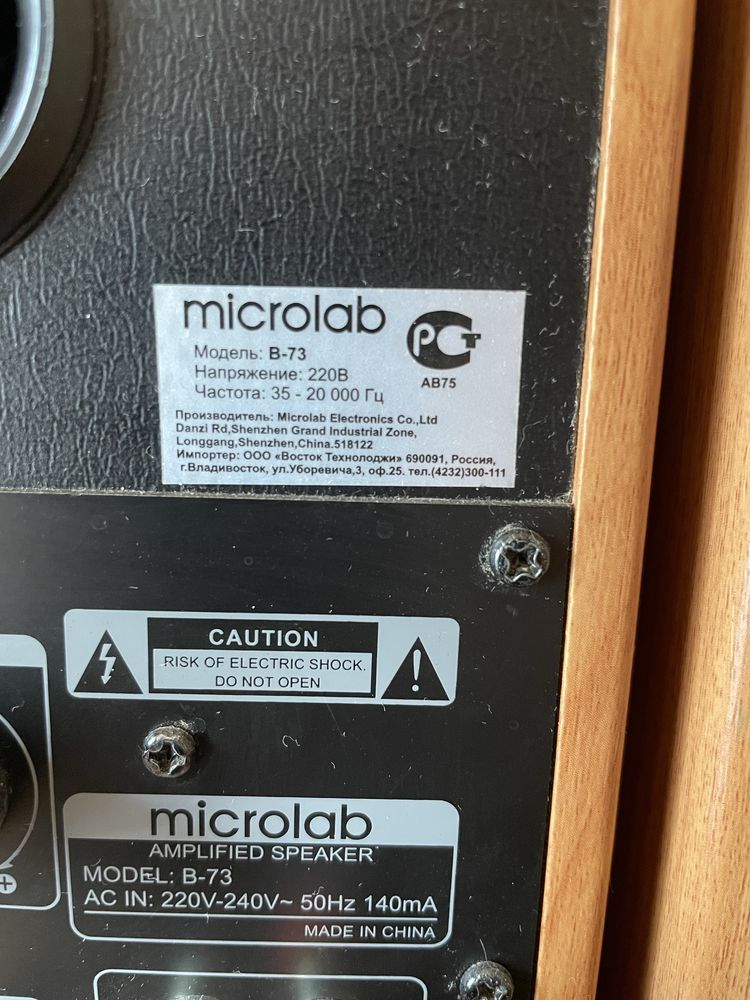 microlab
Модель: B-73
Напряжение: 220В
Частота: 35 - 20 000 Гц
РСТ
АВ75
Производитель: Microlab Electronics Co.,Ltd
Danzi Rd,Shenzhen Grand Industrial Zone,
Longgang,Shenzhen,China.518122
Импортер: ООО «Восток Технолоджи» 690091, Россия,
г.Владивосток, ул.Уборевича,3, оф.25. тел.(4232)300-111
CAUTION
RISK OF ELECTRIC SHOCK.
DO NOT OPEN
microlab
AMPLIFIED SPEAKER
MODEL: B-73
AC IN: 220V-240V~ 50Hz 140mA
MADE IN CHINA